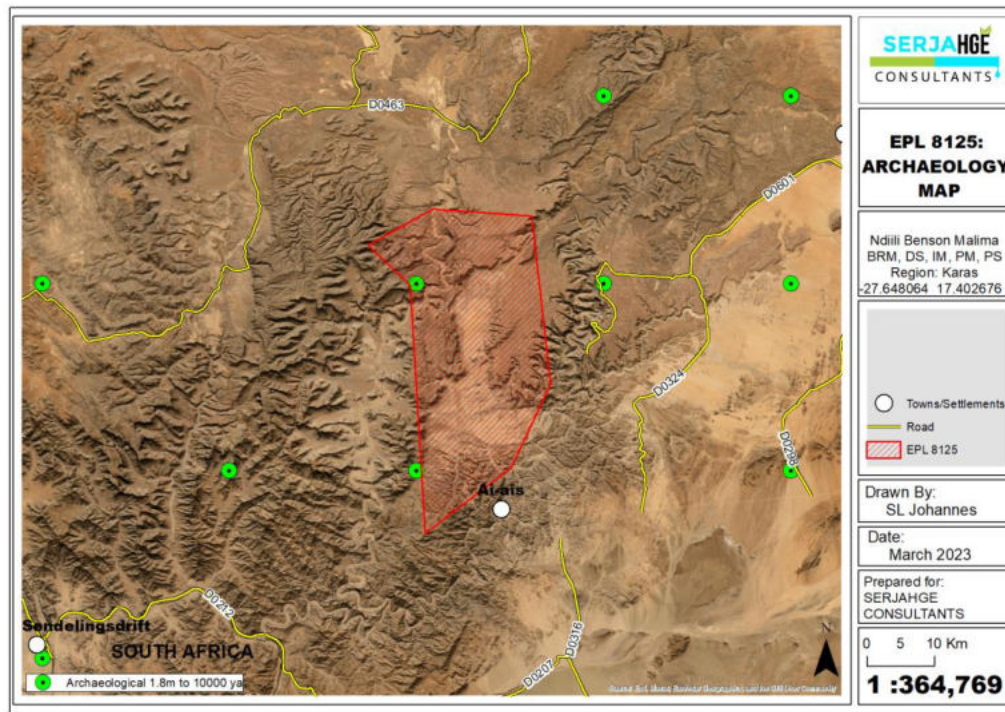 D0463
D0601
D0324
D0298
Ai-ais
D0212
Sendelingsdrift
SOUTH AFRICA
D0316
D0207
N
Archaeological 1.8m to 10000 ya
SERJAHGE
CONSULTANTS
EPL 8125:
ARCHAEOLOGY
MAP
Ndiili Benson Malima
BRM, DS, IM, PM, PS
Region: Karas
-27.648064 17.402676
Towns/Settlements
Road
EPL 8125
Drawn By:
SL Johannes
Date:
March 2023
Prepared for:
SERJAHGE
CONSULTANTS
0 5 10 Km
1 :364,769